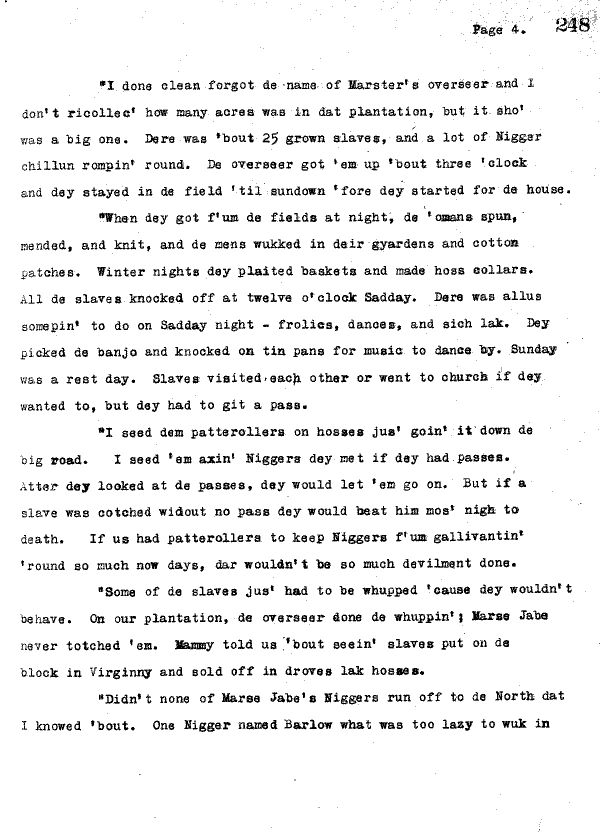 Page 4. 248
"I done clean forgot de name of Marster's overseer and I
don't ricollec' how many acres was in dat plantation, but it sho'
was a big one. Dere was 'bout 25 grown slaves, and a lot of Nigger
chillun rompin' round. De overseer got 'em up 'bout three 'clock
and dey stayed in de field 'til sundown 'fore dey started for de house.
"When dey got f'um de fields at night, de 'omans spun,
mended, and knit, and de mens wukked in deir gyardens and cotton
patches. Winter nights dey plaited baskets and made hoss collars.
All de slaves knocked off at twelve o'clock Sadday. Dere was allus
somepin' to do on Sadday night - frolics, dances, and sich lak. Dey
picked de banjo and knocked on tin pans for music to dance by. Sunday
was a rest day. Slaves visited each other or went to church if dey
wanted to, but dey had to git a pass.
"I seed dem patterollers on hosses jus' goin' it down de
big road. I seed 'em axin' Niggers dey met if dey had passes.
Atter dey looked at de passes, dey would let 'em go on. But if a
slave was cotched widout no pass dey would beat him mos' nigh to
death. If us had patterollers to keep Niggers f'um gallivantin'
'round so much now days, dar wouldn't be so much devilment done.
"Some of de slaves jus' had to be whupped 'cause dey wouldn't
behave. On our plantation, de overseer done de whuppin'; Marse Jabe
never totched 'em. Mammy told us 'bout seein' slaves put on de
block in Virginny and sold off in droves lak hosses.
"Didn't none of Marse Jabe's Niggers run off to de North dat
I knowed 'bout. One Nigger named Barlow what was too lazy to wuk in